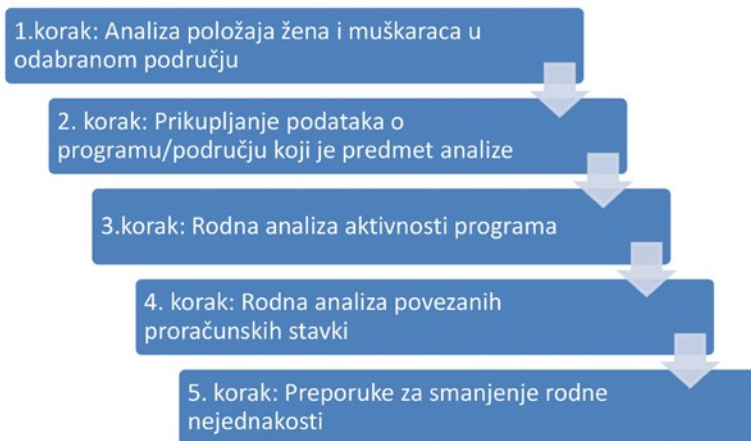 1.korak: Analiza položaja žena i muškaraca u
odabranom području
2. korak: Prikupljanje podataka o
programu/području koji je predmet analize
3.korak: Rodna analiza aktivnosti programa
4. korak: Rodna analiza povezanih
proračunskih stavki
5. korak: Preporuke za smanjenje rodne
nejednakosti